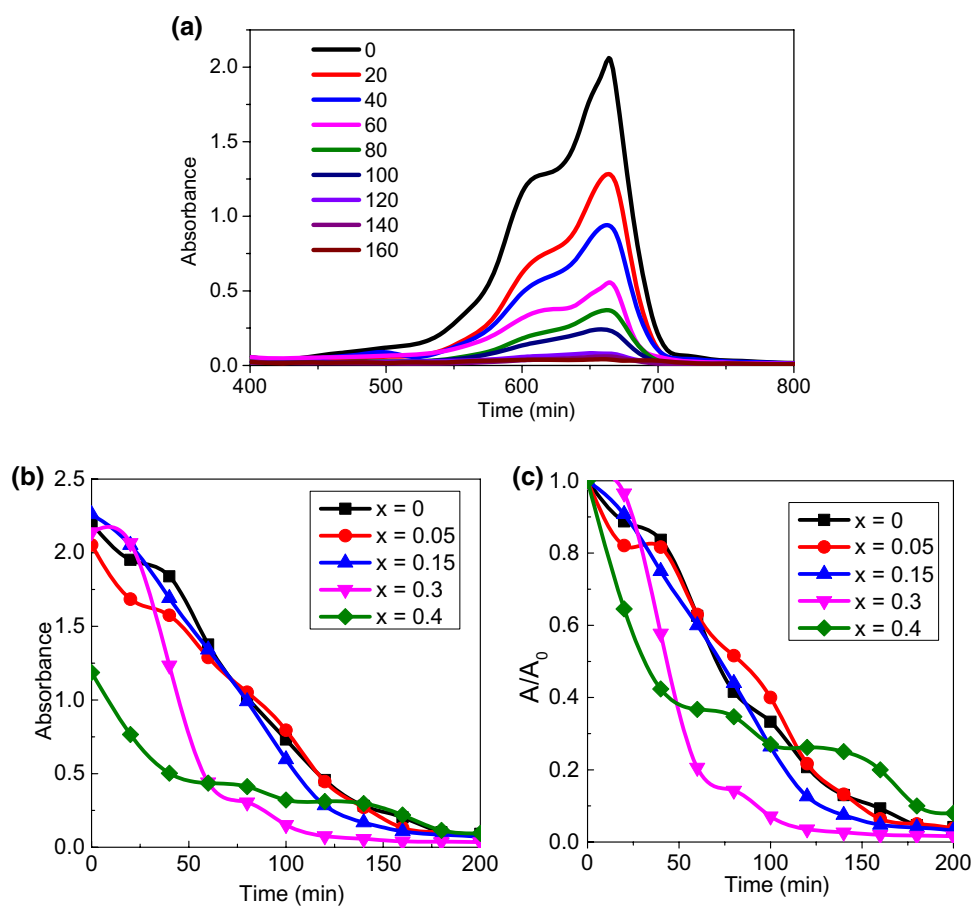 (a)
0
20
40
60
80
100
120
140
160
2.0
1.5
1.0
0.5
0.0
Absorbance
400
500
600
700
800
Time (min)
(b)
2.5
2.0
1.5
1.0
0.5
0.0
Absorbance
x = 0
x = 0.05
x = 0.15
x = 0.3
x = 0.4
0
50
100
150
200
Time (min)
(c)
1.0
0.8
0.6
0.4
0.2
0.0
A/A0
x = 0
x = 0.05
x = 0.15
x = 0.3
x = 0.4
0
50
100
150
200
Time (min)